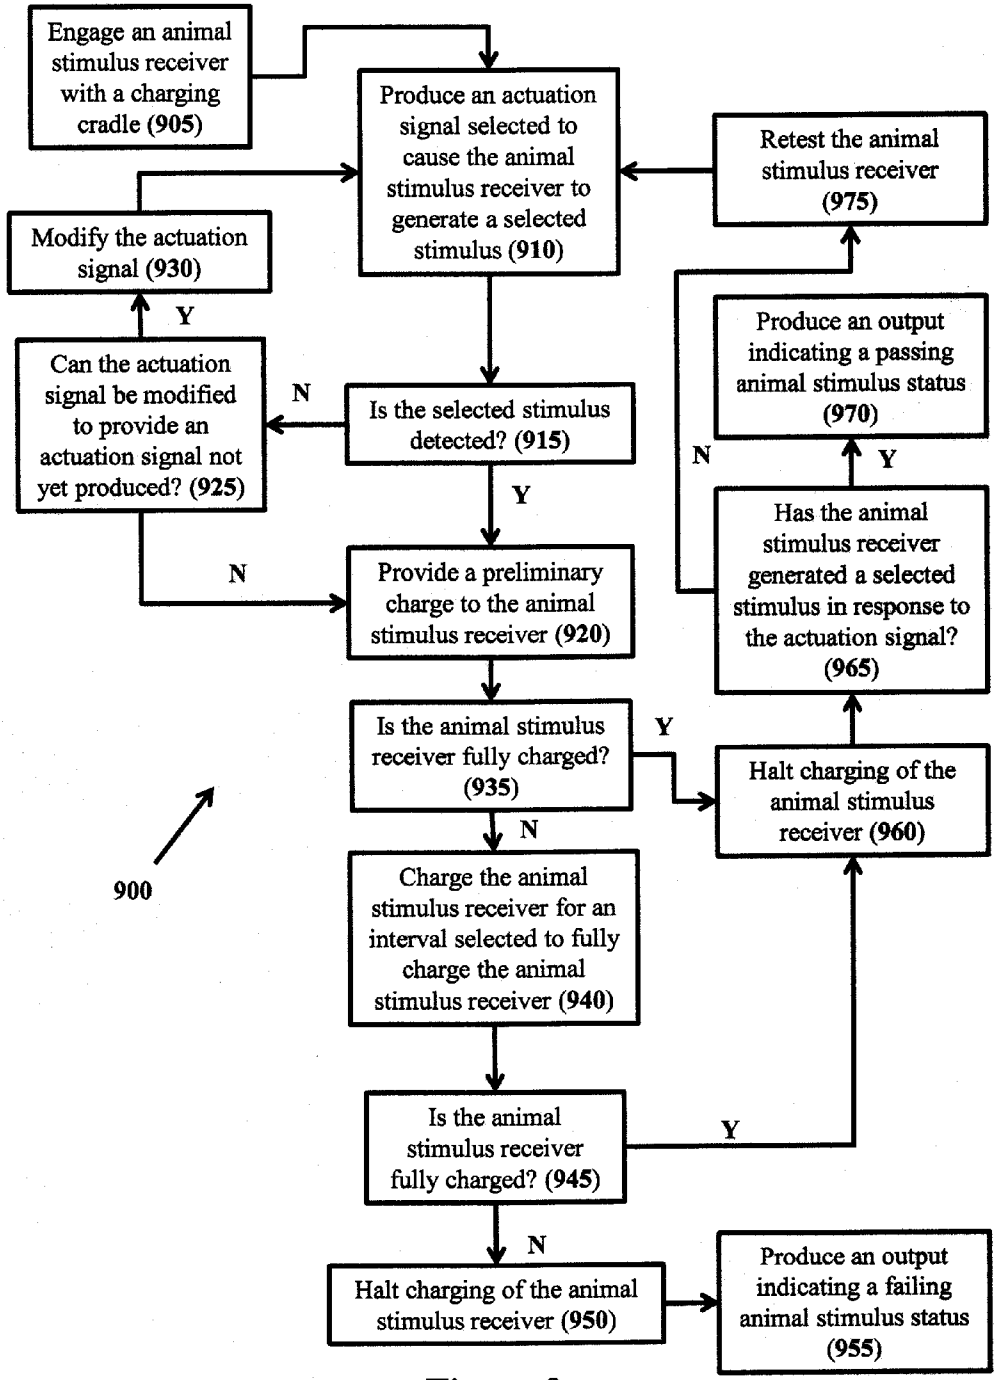 Engage an animal
stimulus receiver
with a charging
cradle (905)
Produce an actuation
signal selected to
cause the animal
stimulus receiver to
generate a selected
stimulus (910)
Retest the animal
stimulus receiver
(975)
Modify the actuation
signal (930)
Y
Can the actuation
signal be modified
to provide an
actuation signal not
yet produced? (925)
N
Is the selected stimulus
detected? (915)
Y
N
Provide a preliminary
charge to the animal
stimulus receiver (920)
Produce an output
indicating a passing
animal stimulus status
(970)
N
Y
Has the animal
stimulus receiver
generated a selected
stimulus in response to
the actuation signal?
(965)
Is the animal stimulus
receiver fully charged?
(935)
Y
Halt charging of the
animal stimulus
receiver (960)
N
900
Charge the animal
stimulus receiver for an
interval selected to fully
charge the animal
stimulus receiver (940)
Is the animal
stimulus receiver
fully charged? (945)
Y
N
Halt charging of the animal
stimulus receiver (950)
Produce an output
indicating a failing
animal stimulus status
(955)